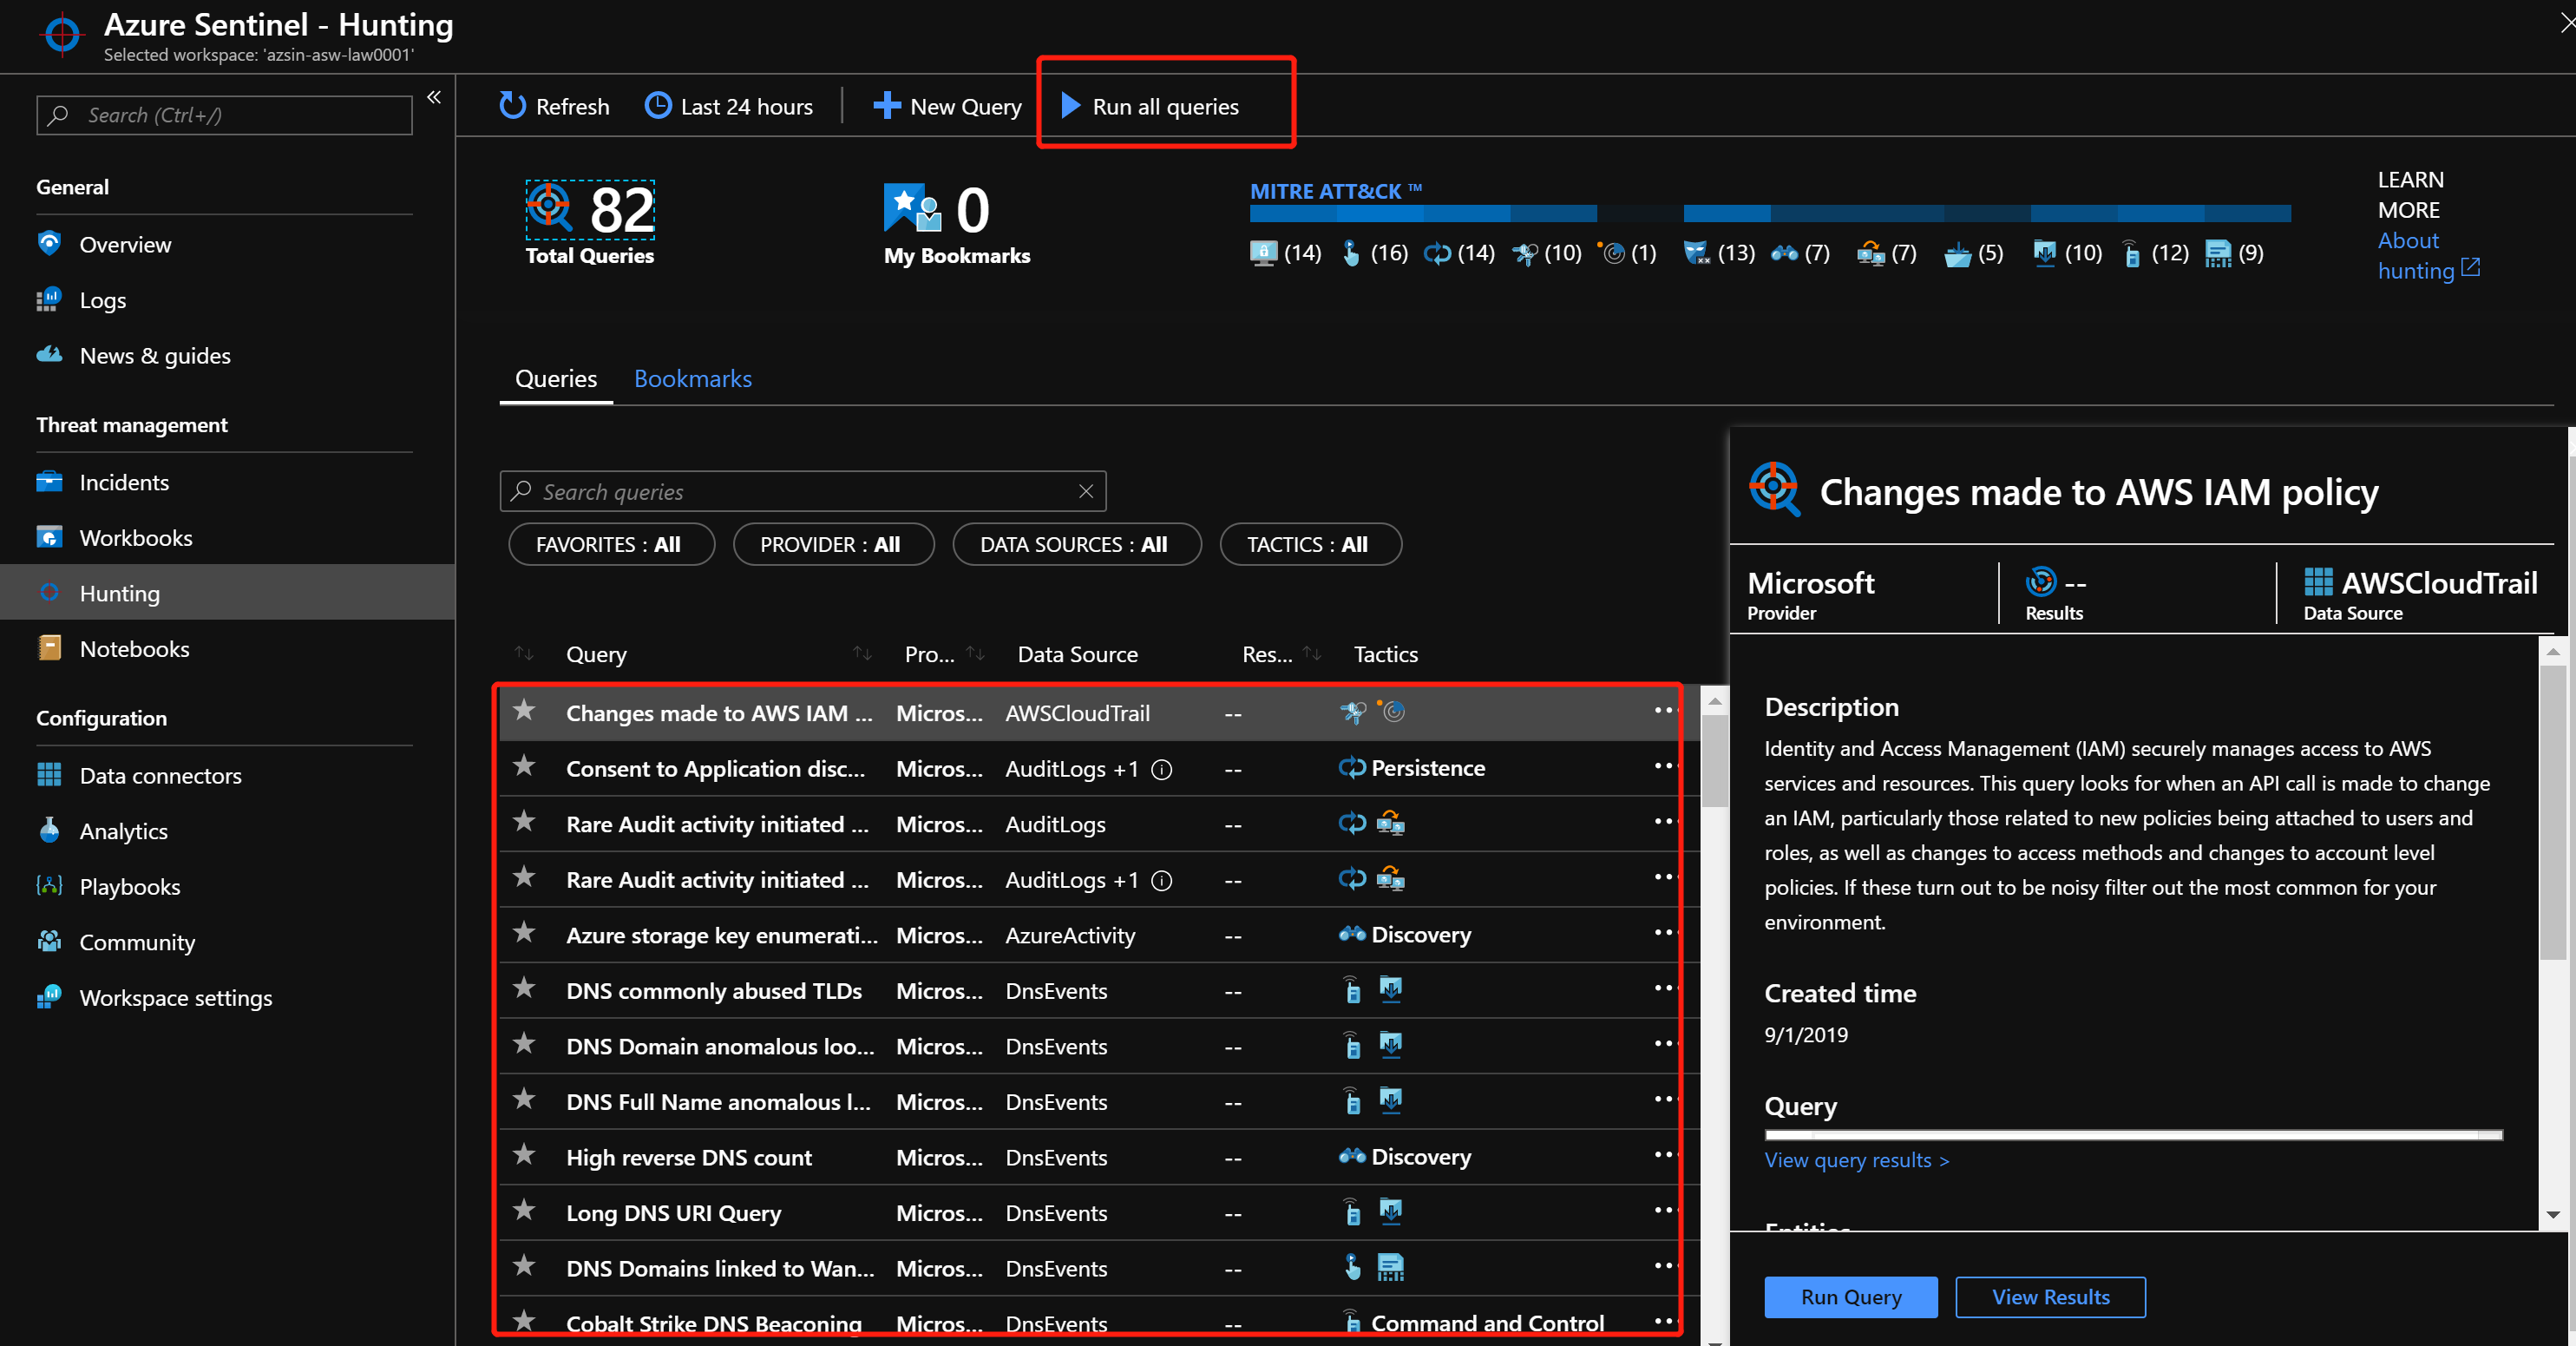 Azure Sentinel - Hunting
Selected workspace: 'azsin-asw-law0001'
Search (Ctrl+/)
«
General
Overview
Logs
News & guides
Threat management
Incidents
Workbooks
Hunting
Notebooks
Configuration
Data connectors
Analytics
Playbooks
Community
Workspace settings
Refresh Last 24 hours New Query Run all queries
82
Total Queries
0
My Bookmarks
MITRE ATT&CK ™
(14) (16) (14) (10) (1) (13) (7) (7) (5) (10) (12) (9)
LEARN
MORE
About
hunting
Queries Bookmarks
Search queries
FAVORITES : All PROVIDER : All DATA SOURCES : All TACTICS : All
Query Pro... Data Source Res... Tactics
Changes made to AWS IAM ... Micros... AWSCloudTrail -- ...
Consent to Application disc... Micros... AuditLogs +1 -- Persistence ...
Rare Audit activity initiated ... Micros... AuditLogs -- ...
Rare Audit activity initiated ... Micros... AuditLogs +1 -- ...
Azure storage key enumerati... Micros... AzureActivity -- Discovery ...
DNS commonly abused TLDs Micros... DnsEvents -- ...
DNS Domain anomalous loo... Micros... DnsEvents -- ...
DNS Full Name anomalous l... Micros... DnsEvents -- ...
High reverse DNS count Micros... DnsEvents -- Discovery ...
Long DNS URI Query Micros... DnsEvents -- ...
DNS Domains linked to Wan... Micros... DnsEvents -- ...
Cobalt Strike DNS Beaconing Micros... DnsEvents -- Command and Control ...
Changes made to AWS IAM policy
Microsoft
Provider
--
Results
AWSCloudTrail
Data Source
Description
Identity and Access Management (IAM) securely manages access to AWS
services and resources. This query looks for when an API call is made to change
an IAM, particularly those related to new policies being attached to users and
roles, as well as changes to access methods and changes to account level
policies. If these turn out to be noisy filter out the most common for your
environment.
Created time
9/1/2019
Query
View query results >
Entities
Run Query View Results